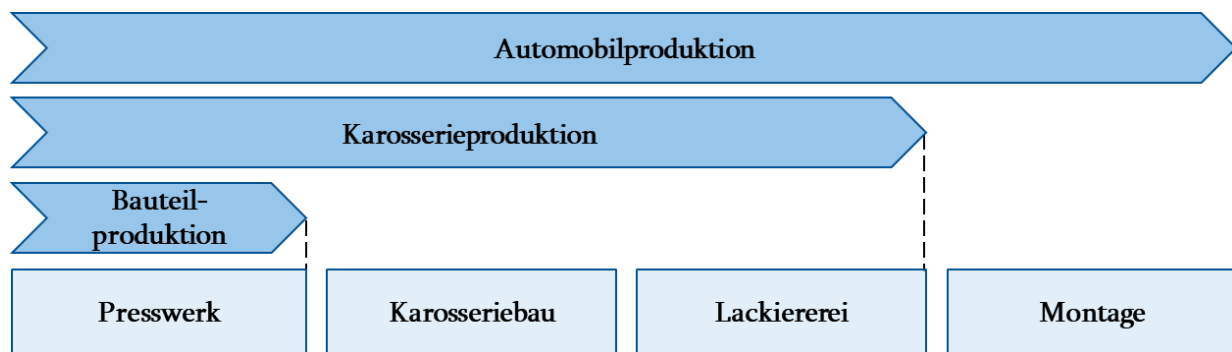 Automobilproduktion
Karosserieproduktion
Bauteil-
produktion
Presswerk
Karosseriebau
Lackiererei
Montage